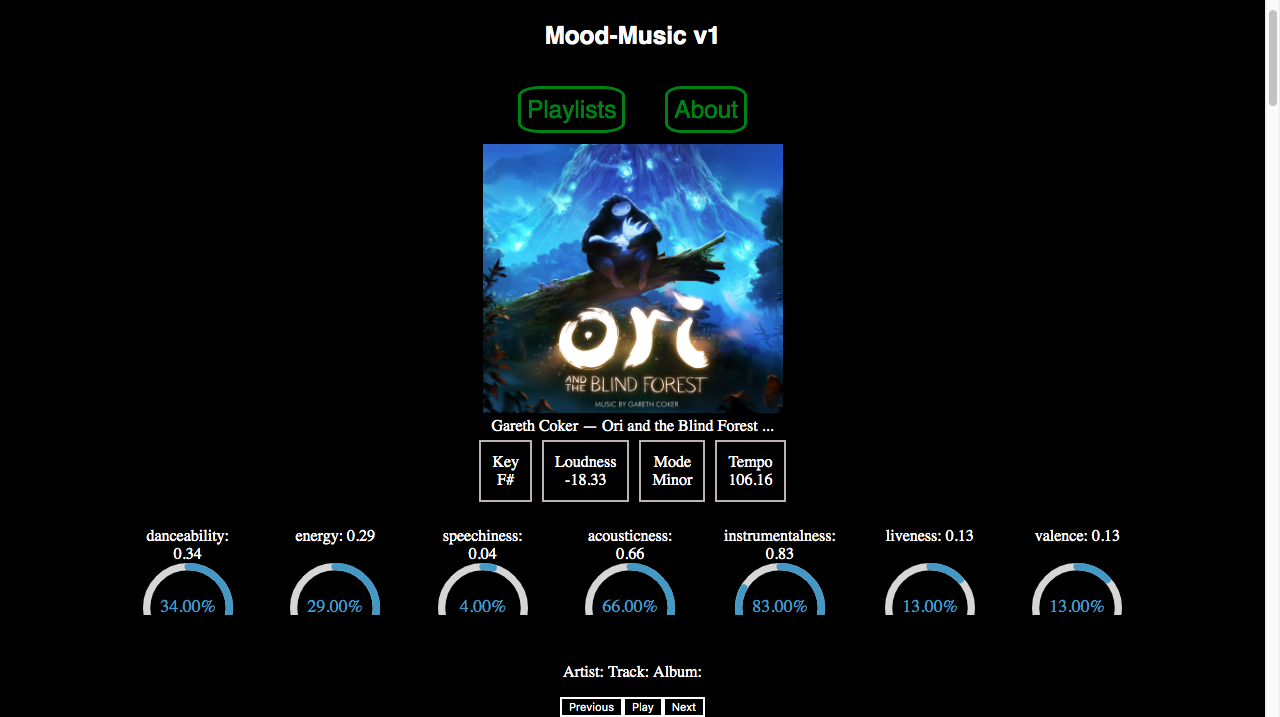 Mood-Music v1
Playlists About
ori
AND THE BLIND FOREST
MUSIC BY GARETH COKER
Gareth Coker — Ori and the Blind Forest ...
Key Loudness Mode Tempo
F# -18.33 Minor 106.16
danceability: energy: 0.29 speechiness: acousticness: instrumentalness: liveness: 0.13 valence: 0.13
0.34 0.04 0.66 0.83
34.00% 29.00% 4.00% 66.00% 83.00% 13.00% 13.00%
Artist: Track: Album:
Previous Play Next